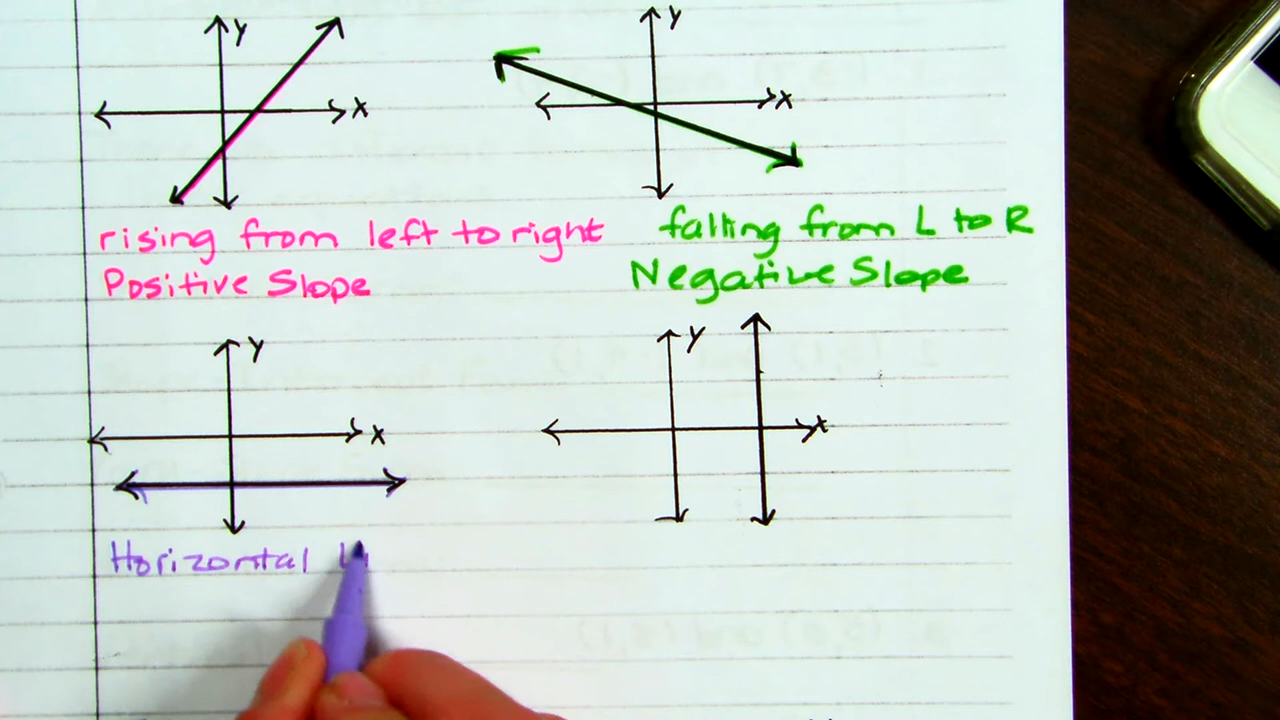 y
x
y
x
rising from left to right
Positive Slope
falling from L to R
Negative Slope
y
x
y
x
Horizontal